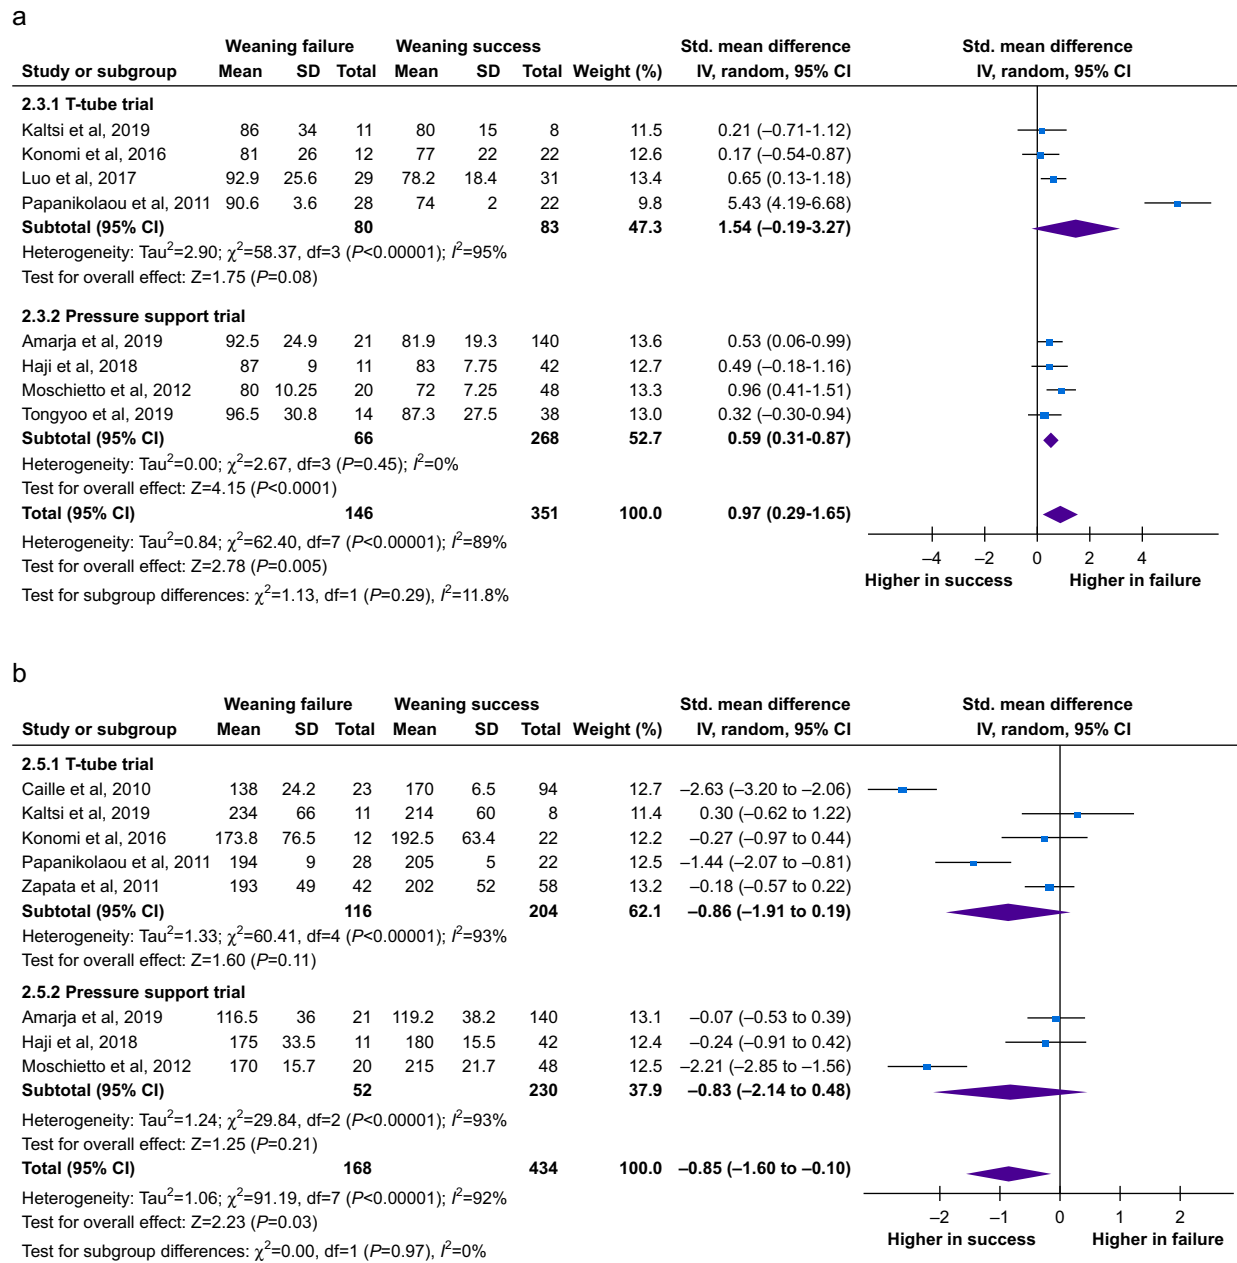 a
Weaning failure Weaning success Std. mean difference Std. mean difference
Study or subgroup Mean SD Total Mean SD Total Weight (%) IV, random, 95% CI IV, random, 95% CI
2.3.1 T-tube trial
Kaltsi et al, 2019 86 34 11 80 15 8 11.5 0.21 (–0.71-1.12)
Konomi et al, 2016 81 26 12 77 22 22 12.6 0.17 (–0.54-0.87)
Luo et al, 2017 92.9 25.6 29 78.2 18.4 31 13.4 0.65 (0.13-1.18)
Papanikolaou et al, 2011 90.6 3.6 28 74 2 22 9.8 5.43 (4.19-6.68)
Subtotal (95% CI) 80 83 47.3 1.54 (–0.19-3.27)
Heterogeneity: Tau²=2.90; χ²=58.37, df=3 (P<0.00001); I²=95%
Test for overall effect: Z=1.75 (P=0.08)
2.3.2 Pressure support trial
Amarja et al, 2019 92.5 24.9 21 81.9 19.3 140 13.6 0.53 (0.06-0.99)
Haji et al, 2018 87 9 11 83 7.75 42 12.7 0.49 (–0.18-1.16)
Moschietto et al, 2012 80 10.25 20 72 7.25 48 13.3 0.96 (0.41-1.51)
Tongyoo et al, 2019 96.5 30.8 14 87.3 27.5 38 13.0 0.32 (–0.30-0.94)
Subtotal (95% CI) 66 268 52.7 0.59 (0.31-0.87)
Heterogeneity: Tau²=0.00; χ²=2.67, df=3 (P=0.45); I²=0%
Test for overall effect: Z=4.15 (P<0.0001)
Total (95% CI) 146 351 100.0 0.97 (0.29-1.65)
Heterogeneity: Tau²=0.84; χ²=62.40, df=7 (P<0.00001); I²=89%
Test for overall effect: Z=2.78 (P=0.005)
Test for subgroup differences: χ²=1.13, df=1 (P=0.29), I²=11.8%
–4 –2 0 2 4
Higher in success Higher in failure
b
Weaning failure Weaning success Std. mean difference Std. mean difference
Study or subgroup Mean SD Total Mean SD Total Weight (%) IV, random, 95% CI IV, random, 95% CI
2.5.1 T-tube trial
Caille et al, 2010 138 24.2 23 170 6.5 94 12.7 –2.63 (–3.20 to –2.06)
Kaltsi et al, 2019 234 66 11 214 60 8 11.4 0.30 (–0.62 to 1.22)
Konomi et al, 2016 173.8 76.5 12 192.5 63.4 22 12.2 –0.27 (–0.97 to 0.44)
Papanikolaou et al, 2011 194 9 28 205 5 22 12.5 –1.44 (–2.07 to –0.81)
Zapata et al, 2011 193 49 42 202 52 58 13.2 –0.18 (–0.57 to 0.22)
Subtotal (95% CI) 116 204 62.1 –0.86 (–1.91 to 0.19)
Heterogeneity: Tau²=1.33; χ²=60.41, df=4 (P<0.00001); I²=93%
Test for overall effect: Z=1.60 (P=0.11)
2.5.2 Pressure support trial
Amarja et al, 2019 116.5 36 21 119.2 38.2 140 13.1 –0.07 (–0.53 to 0.39)
Haji et al, 2018 175 33.5 11 180 15.5 42 12.4 –0.24 (–0.91 to 0.42)
Moschietto et al, 2012 170 15.7 20 215 21.7 48 12.5 –2.21 (–2.85 to –1.56)
Subtotal (95% CI) 52 230 37.9 –0.83 (–2.14 to 0.48)
Heterogeneity: Tau²=1.24; χ²=29.84, df=2 (P<0.00001); I²=93%
Test for overall effect: Z=1.25 (P=0.21)
Total (95% CI) 168 434 100.0 –0.85 (–1.60 to –0.10)
Heterogeneity: Tau²=1.06; χ²=91.19, df=7 (P<0.00001); I²=92%
Test for overall effect: Z=2.23 (P=0.03)
Test for subgroup differences: χ²=0.00, df=1 (P=0.97), I²=0%
–2 –1 0 1 2
Higher in success Higher in failure